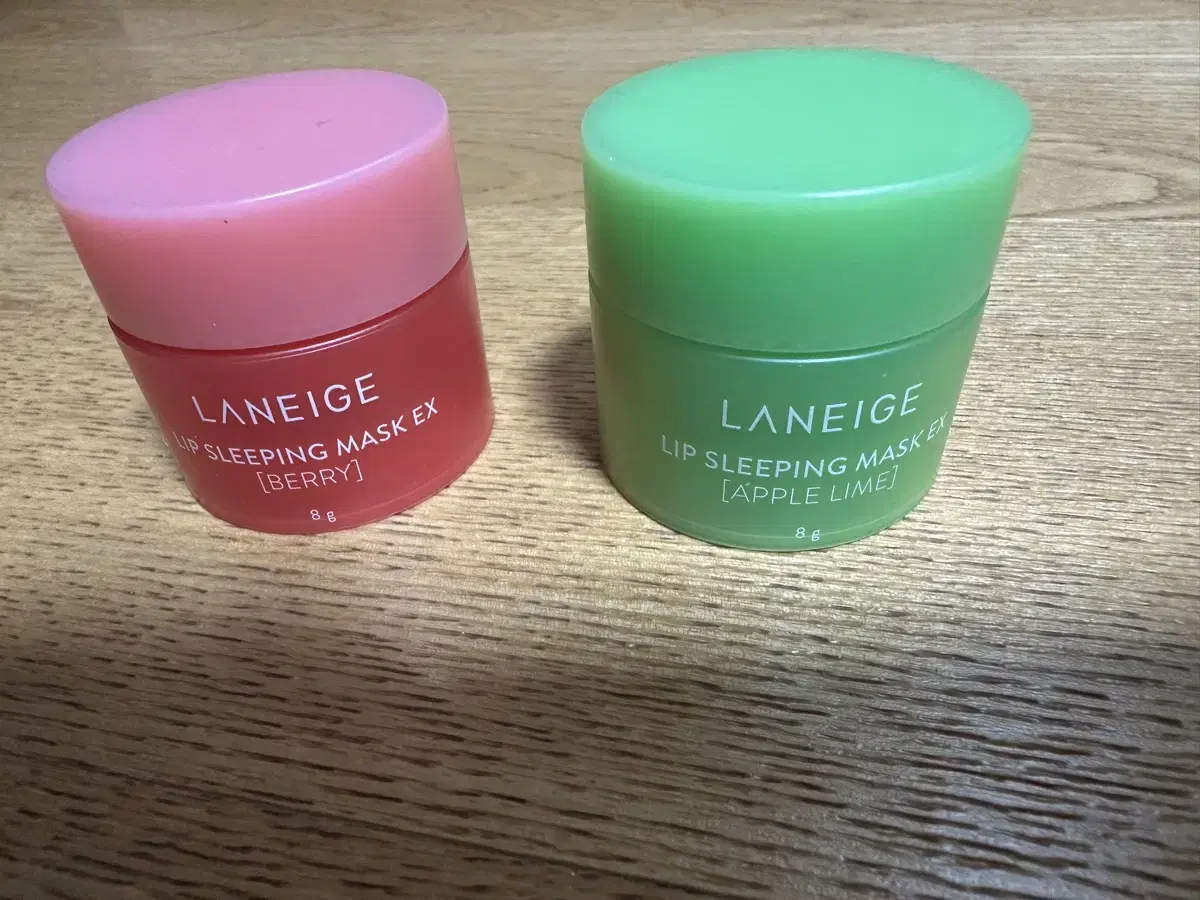 LANEIGE
LIP SLEEPING MASK EX
[BERRY]
8 g
LANEIGE
LIP SLEEPING MASK EX
[APPLE LIME]
8 g